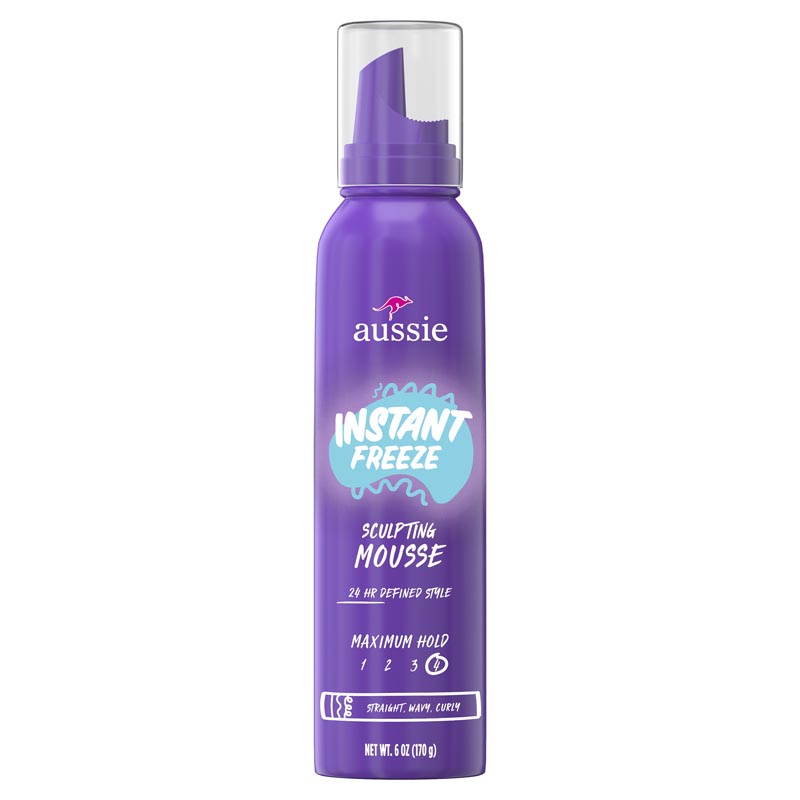 aussie
INSTANT
FREEZE
SCULPTING
MOUSSE
24 HR DEFINED STYLE
MAXIMUM HOLD
1 2 3 4
STRAIGHT, WAVY, CURLY
NET WT. 6 OZ (170 g)